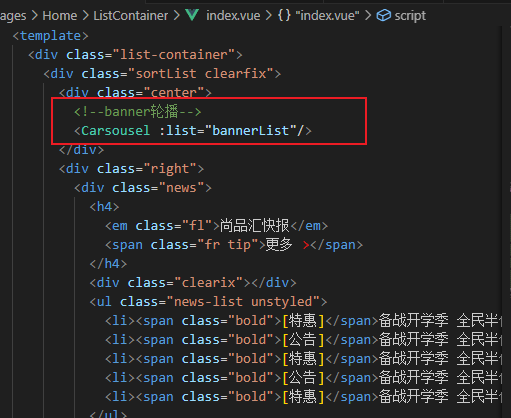 ages > Home > ListContainer > index.vue > {} "index.vue" > script
<template>
<div class="list-container">
<div class="sortList clearfix">
<div class="center">
<!--banner轮播-->
<Carsousel :list="bannerList"/>
</div>
<div class="right">
<div class="news">
<h4>
<em class="fl">尚品汇快报</em>
<span class="fr tip">更多 ></span>
</h4>
<div class="clearix"></div>
<ul class="news-list unstyled">
<li><span class="bold">[特惠]</span>备战开学季 全民半
<li><span class="bold">[公告]</span>备战开学季 全民半
<li><span class="bold">[特惠]</span>备战开学季 全民半
<li><span class="bold">[公告]</span>备战开学季 全民半
<li><span class="bold">[特惠]</span>备战开学季 全民半
</ul>